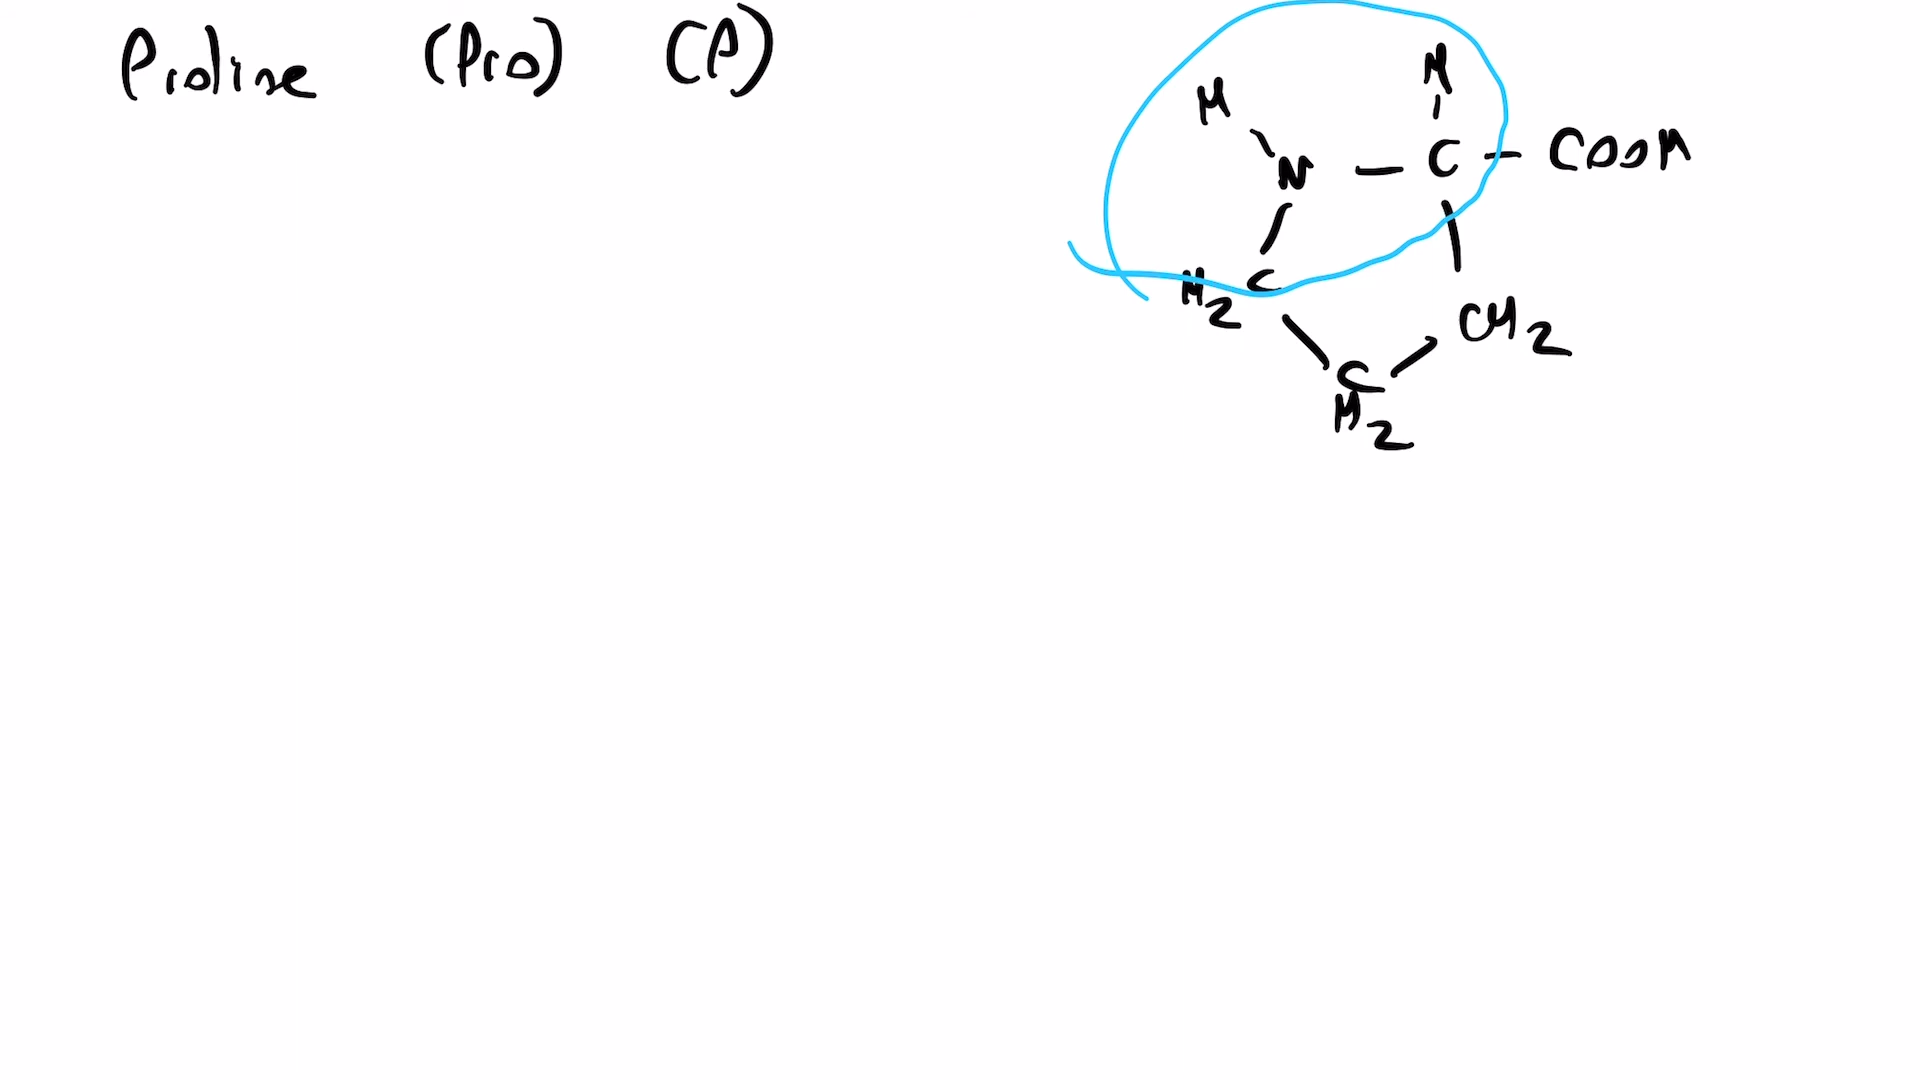 Proline (Pro) (P)
H H
N — C — COOH
H2C CH2
C
H2